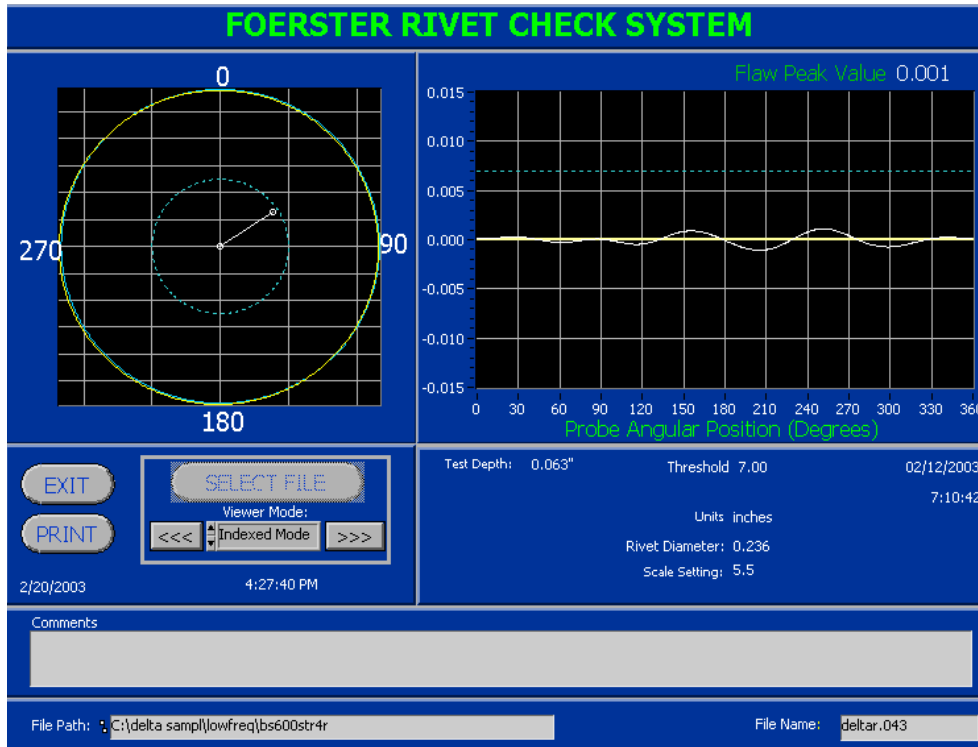 FOERSTER RIVET CHECK SYSTEM
0
270
90
180
Flaw Peak Value 0.001
0.015
0.010
0.005
0.000
-0.005
-0.010
-0.015
0 30 60 90 120 150 180 210 240 270 300 330 360
Probe Angular Position (Degrees)
EXIT
PRINT
SELECT FILE
Viewer Mode:
<<< Indexed Mode >>>
2/20/2003 4:27:40 PM
Test Depth: 0.063" Threshold 7.00 02/12/2003
7:10:42
Units inches
Rivet Diameter: 0.236
Scale Setting: 5.5
Comments
File Path: C:\delta sampl\lowfreq\bs600str4r File Name: deltar.043